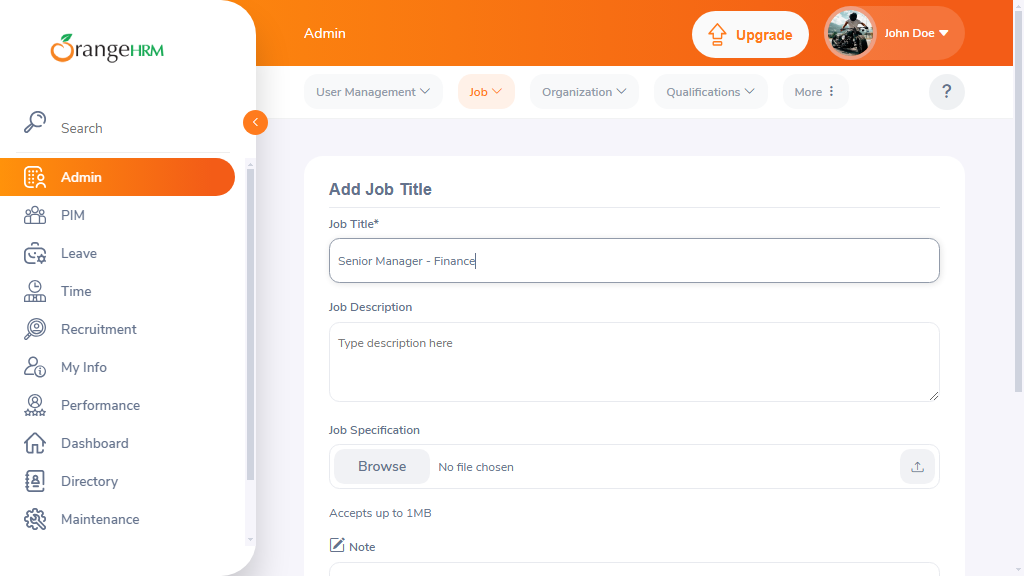 OrangeHRM
Search
Admin
PIM
Leave
Time
Recruitment
My Info
Performance
Dashboard
Directory
Maintenance
Admin
Upgrade
John Doe
User Management
Job
Organization
Qualifications
More
?
Add Job Title
Job Title*
Senior Manager - Finance
Job Description
Type description here
Job Specification
Browse
No file chosen
Accepts up to 1MB
Note